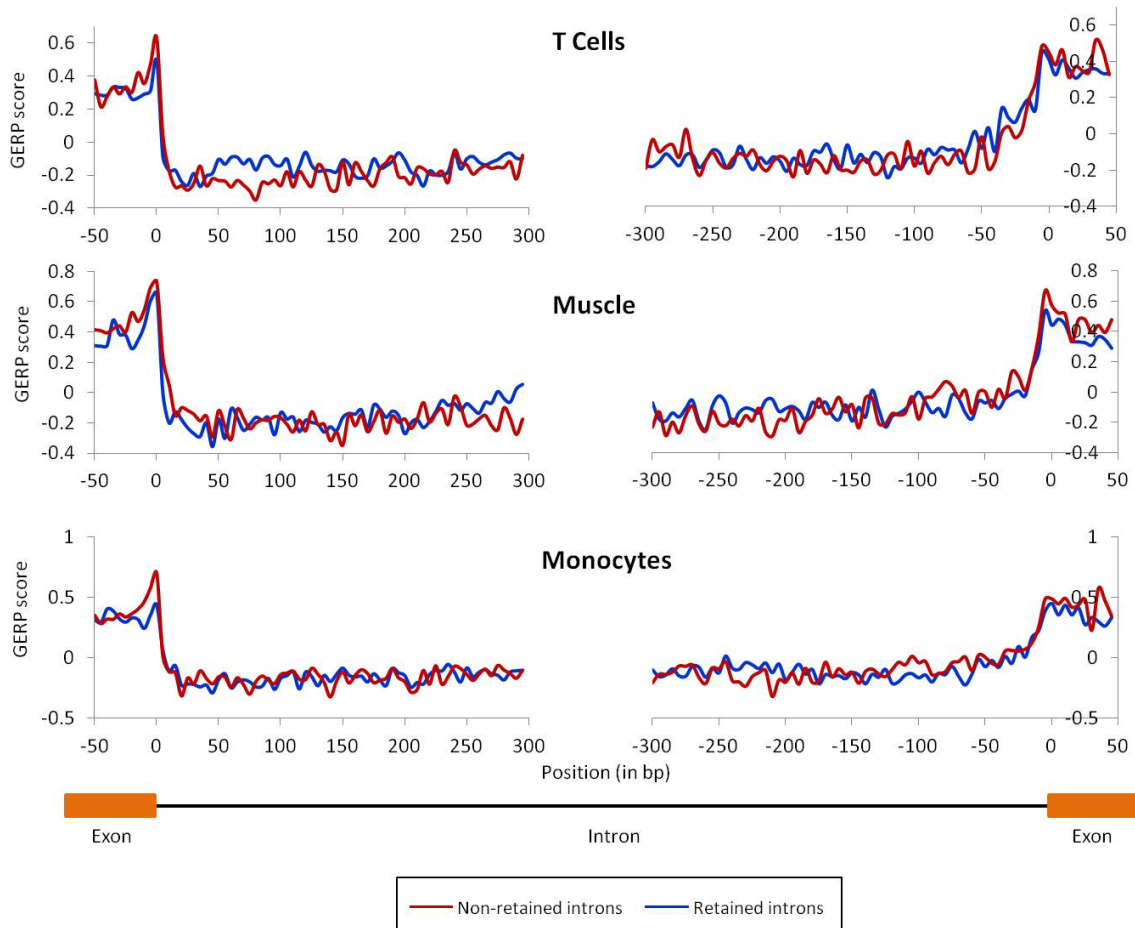 T Cells
GERP score
0.6
0.4
0.2
0
-0.2
-0.4
-50 0 50 100 150 200 250 300
0.6
0.4
0.2
0
-0.2
-0.4
-300 -250 -200 -150 -100 -50 0 50
Muscle
GERP score
0.8
0.6
0.4
0.2
0
-0.2
-0.4
-50 0 50 100 150 200 250 300
0.8
0.6
0.4
0.2
0
-0.2
-0.4
-300 -250 -200 -150 -100 -50 0 50
Monocytes
GERP score
1
0.5
0
-0.5
-50 0 50 100 150 200 250 300
1
0.5
0
-0.5
-300 -250 -200 -150 -100 -50 0 50
Position (in bp)
Exon Intron Exon
Non-retained introns Retained introns